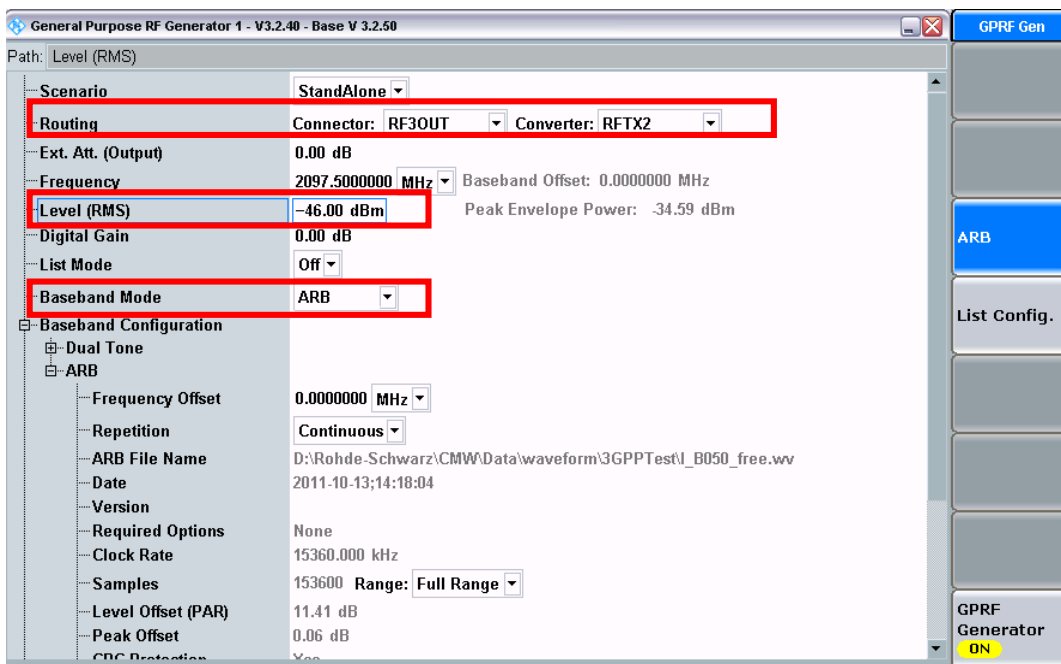 General Purpose RF Generator 1 - V3.2.40 - Base V 3.2.50
GPRF Gen
Path: Level (RMS)
Scenario StandAlone
Routing Connector: RF3OUT Converter: RFTX2
Ext. Att. (Output) 0.00 dB
Frequency 2097.5000000 MHz Baseband Offset: 0.0000000 MHz
Level (RMS) −46.00 dBm Peak Envelope Power: -34.59 dBm
Digital Gain 0.00 dB
List Mode Off
Baseband Mode ARB
Baseband Configuration
Dual Tone
ARB
Frequency Offset 0.0000000 MHz
Repetition Continuous
ARB File Name D:\Rohde-Schwarz\CMW\Data\waveform\3GPPTest\I_B050_free.wv
Date 2011-10-13;14:18:04
Version
Required Options None
Clock Rate 15360.000 kHz
Samples 153600 Range: Full Range
Level Offset (PAR) 11.41 dB
Peak Offset 0.06 dB
CRC Protection Yes
ARB
List Config.
GPRF
Generator
ON